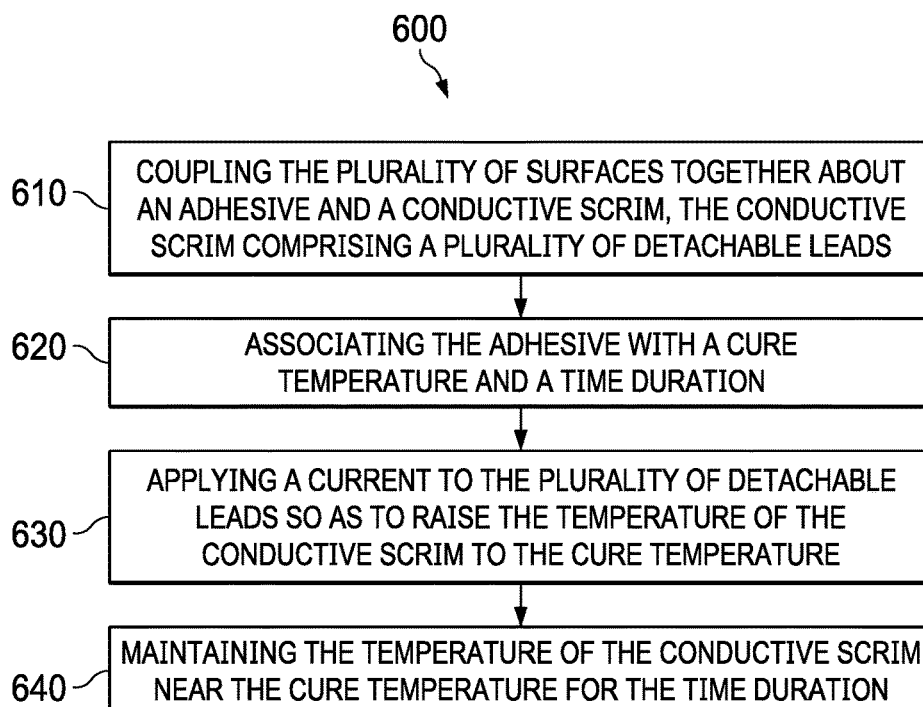 600
610
COUPLING THE PLURALITY OF SURFACES TOGETHER ABOUT
AN ADHESIVE AND A CONDUCTIVE SCRIM, THE CONDUCTIVE
SCRIM COMPRISING A PLURALITY OF DETACHABLE LEADS
620
ASSOCIATING THE ADHESIVE WITH A CURE
TEMPERATURE AND A TIME DURATION
630
APPLYING A CURRENT TO THE PLURALITY OF DETACHABLE
LEADS SO AS TO RAISE THE TEMPERATURE OF THE
CONDUCTIVE SCRIM TO THE CURE TEMPERATURE
640
MAINTAINING THE TEMPERATURE OF THE CONDUCTIVE SCRIM
NEAR THE CURE TEMPERATURE FOR THE TIME DURATION